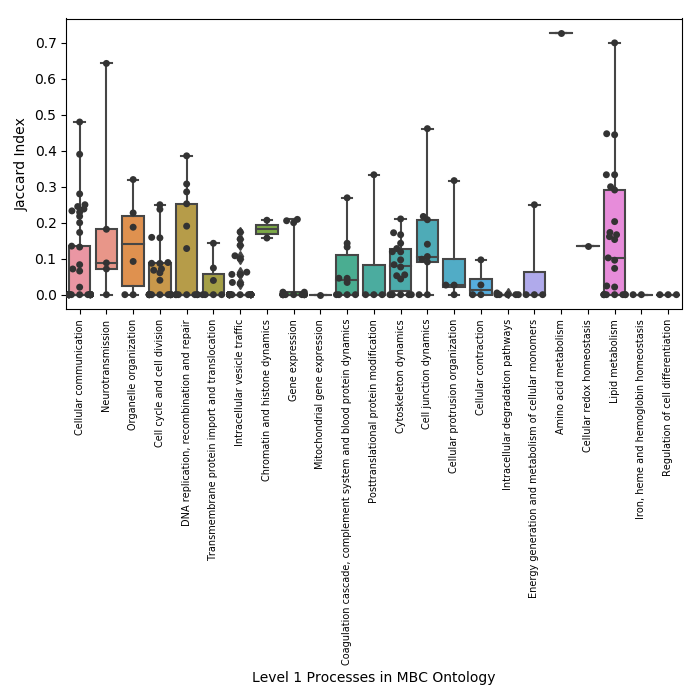 0.7
0.6
0.5
0.4
0.3
0.2
0.1
0.0
Jaccard Index
Cellular communication
Neurotransmission
Organelle organization
Cell cycle and cell division
DNA replication, recombination and repair
Transmembrane protein import and translocation
Intracellular vesicle traffic
Chromatin and histone dynamics
Gene expression
Mitochondrial gene expression
Coagulation cascade, complement system and blood protein dynamics
Posttranslational protein modification
Cytoskeleton dynamics
Cell junction dynamics
Cellular protrusion organization
Cellular contraction
Intracellular degradation pathways
Energy generation and metabolism of cellular monomers
Amino acid metabolism
Cellular redox homeostasis
Lipid metabolism
Iron, heme and hemoglobin homeostasis
Regulation of cell differentiation
Level 1 Processes in MBC Ontology